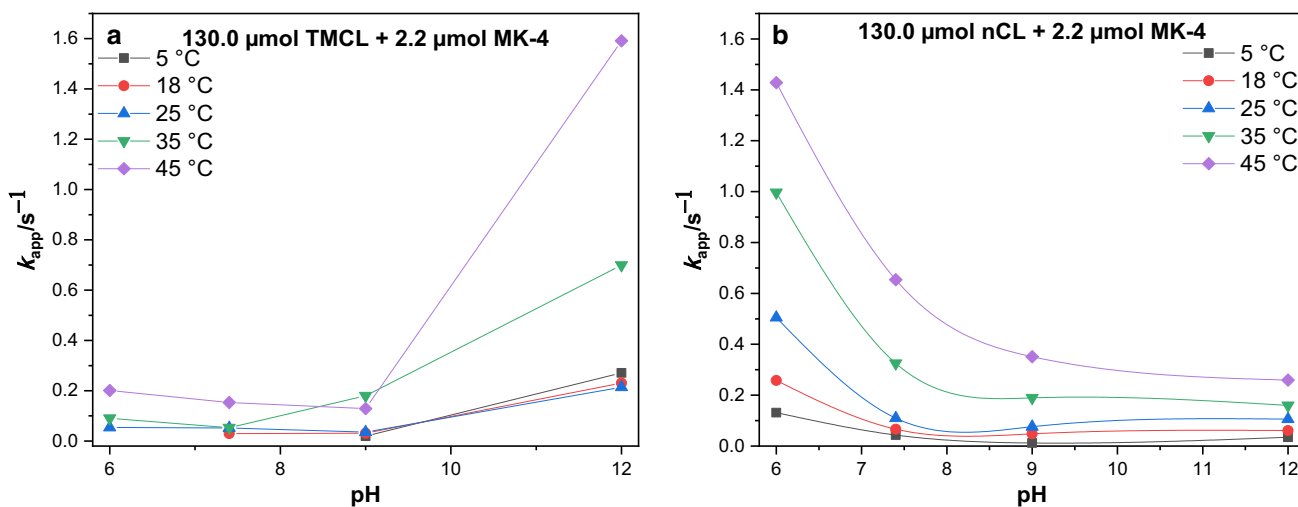 a
130.0 μmol TMCL + 2.2 μmol MK-4
5 °C
18 °C
25 °C
35 °C
45 °C
1.6
1.4
1.2
1.0
0.8
0.6
0.4
0.2
0.0
kapp/s−1
6
8
10
12
pH
b
130.0 μmol nCL + 2.2 μmol MK-4
5 °C
18 °C
25 °C
35 °C
45 °C
1.6
1.4
1.2
1.0
0.8
0.6
0.4
0.2
0.0
kapp/s−1
6
7
8
9
10
11
12
pH